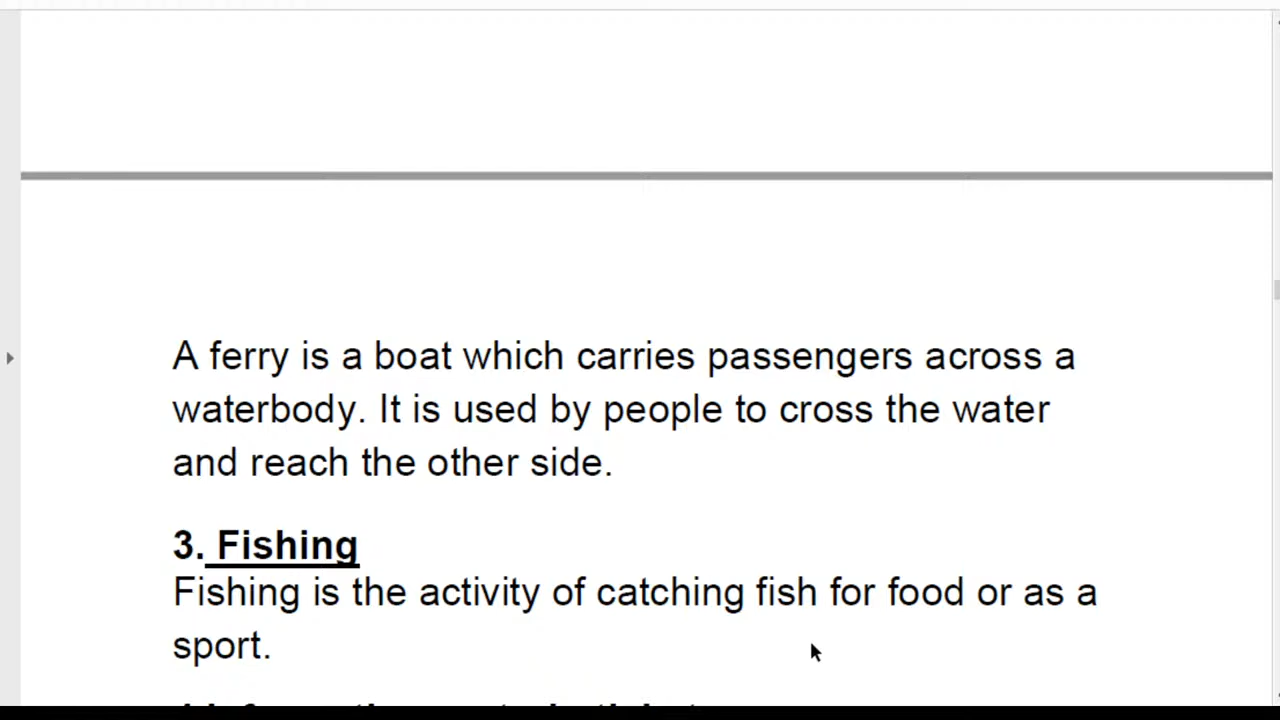 A ferry is a boat which carries passengers across a
waterbody. It is used by people to cross the water
and reach the other side.
3. Fishing
Fishing is the activity of catching fish for food or as a
sport.